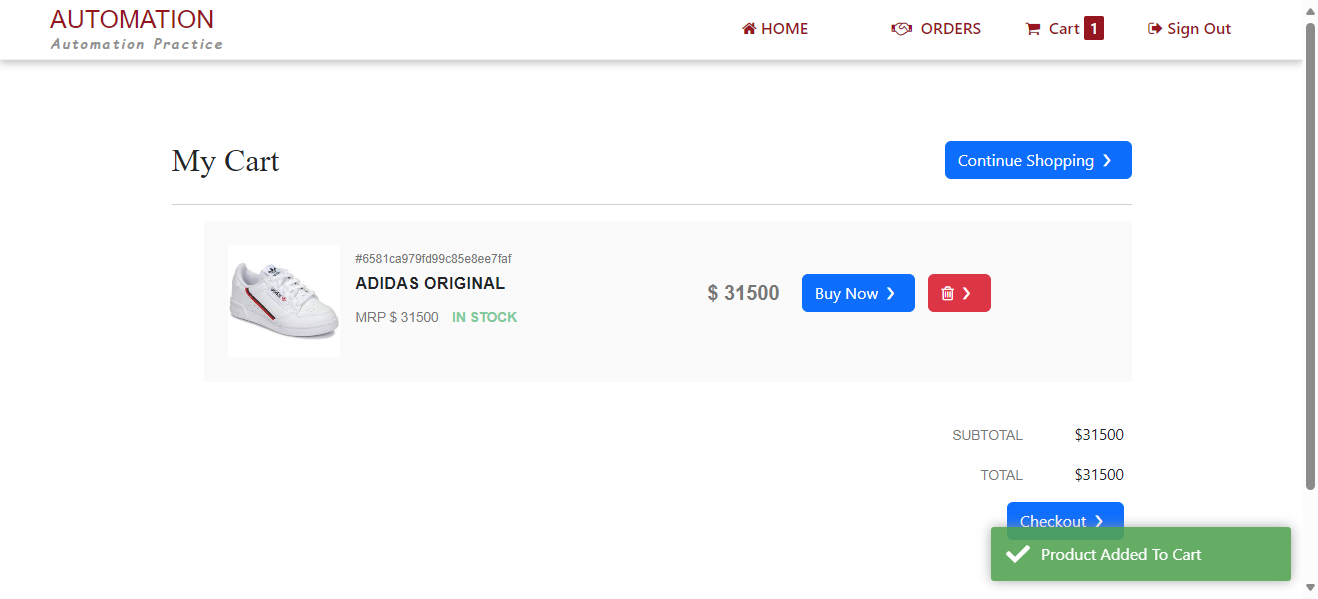 AUTOMATION
Automation Practice
HOME
ORDERS
Cart 1
Sign Out
My Cart
Continue Shopping
#6581ca979fd99c85e8ee7faf
ADIDAS ORIGINAL
MRP $ 31500 IN STOCK
$ 31500
Buy Now
SUBTOTAL $31500
TOTAL $31500
Checkout
Product Added To Cart